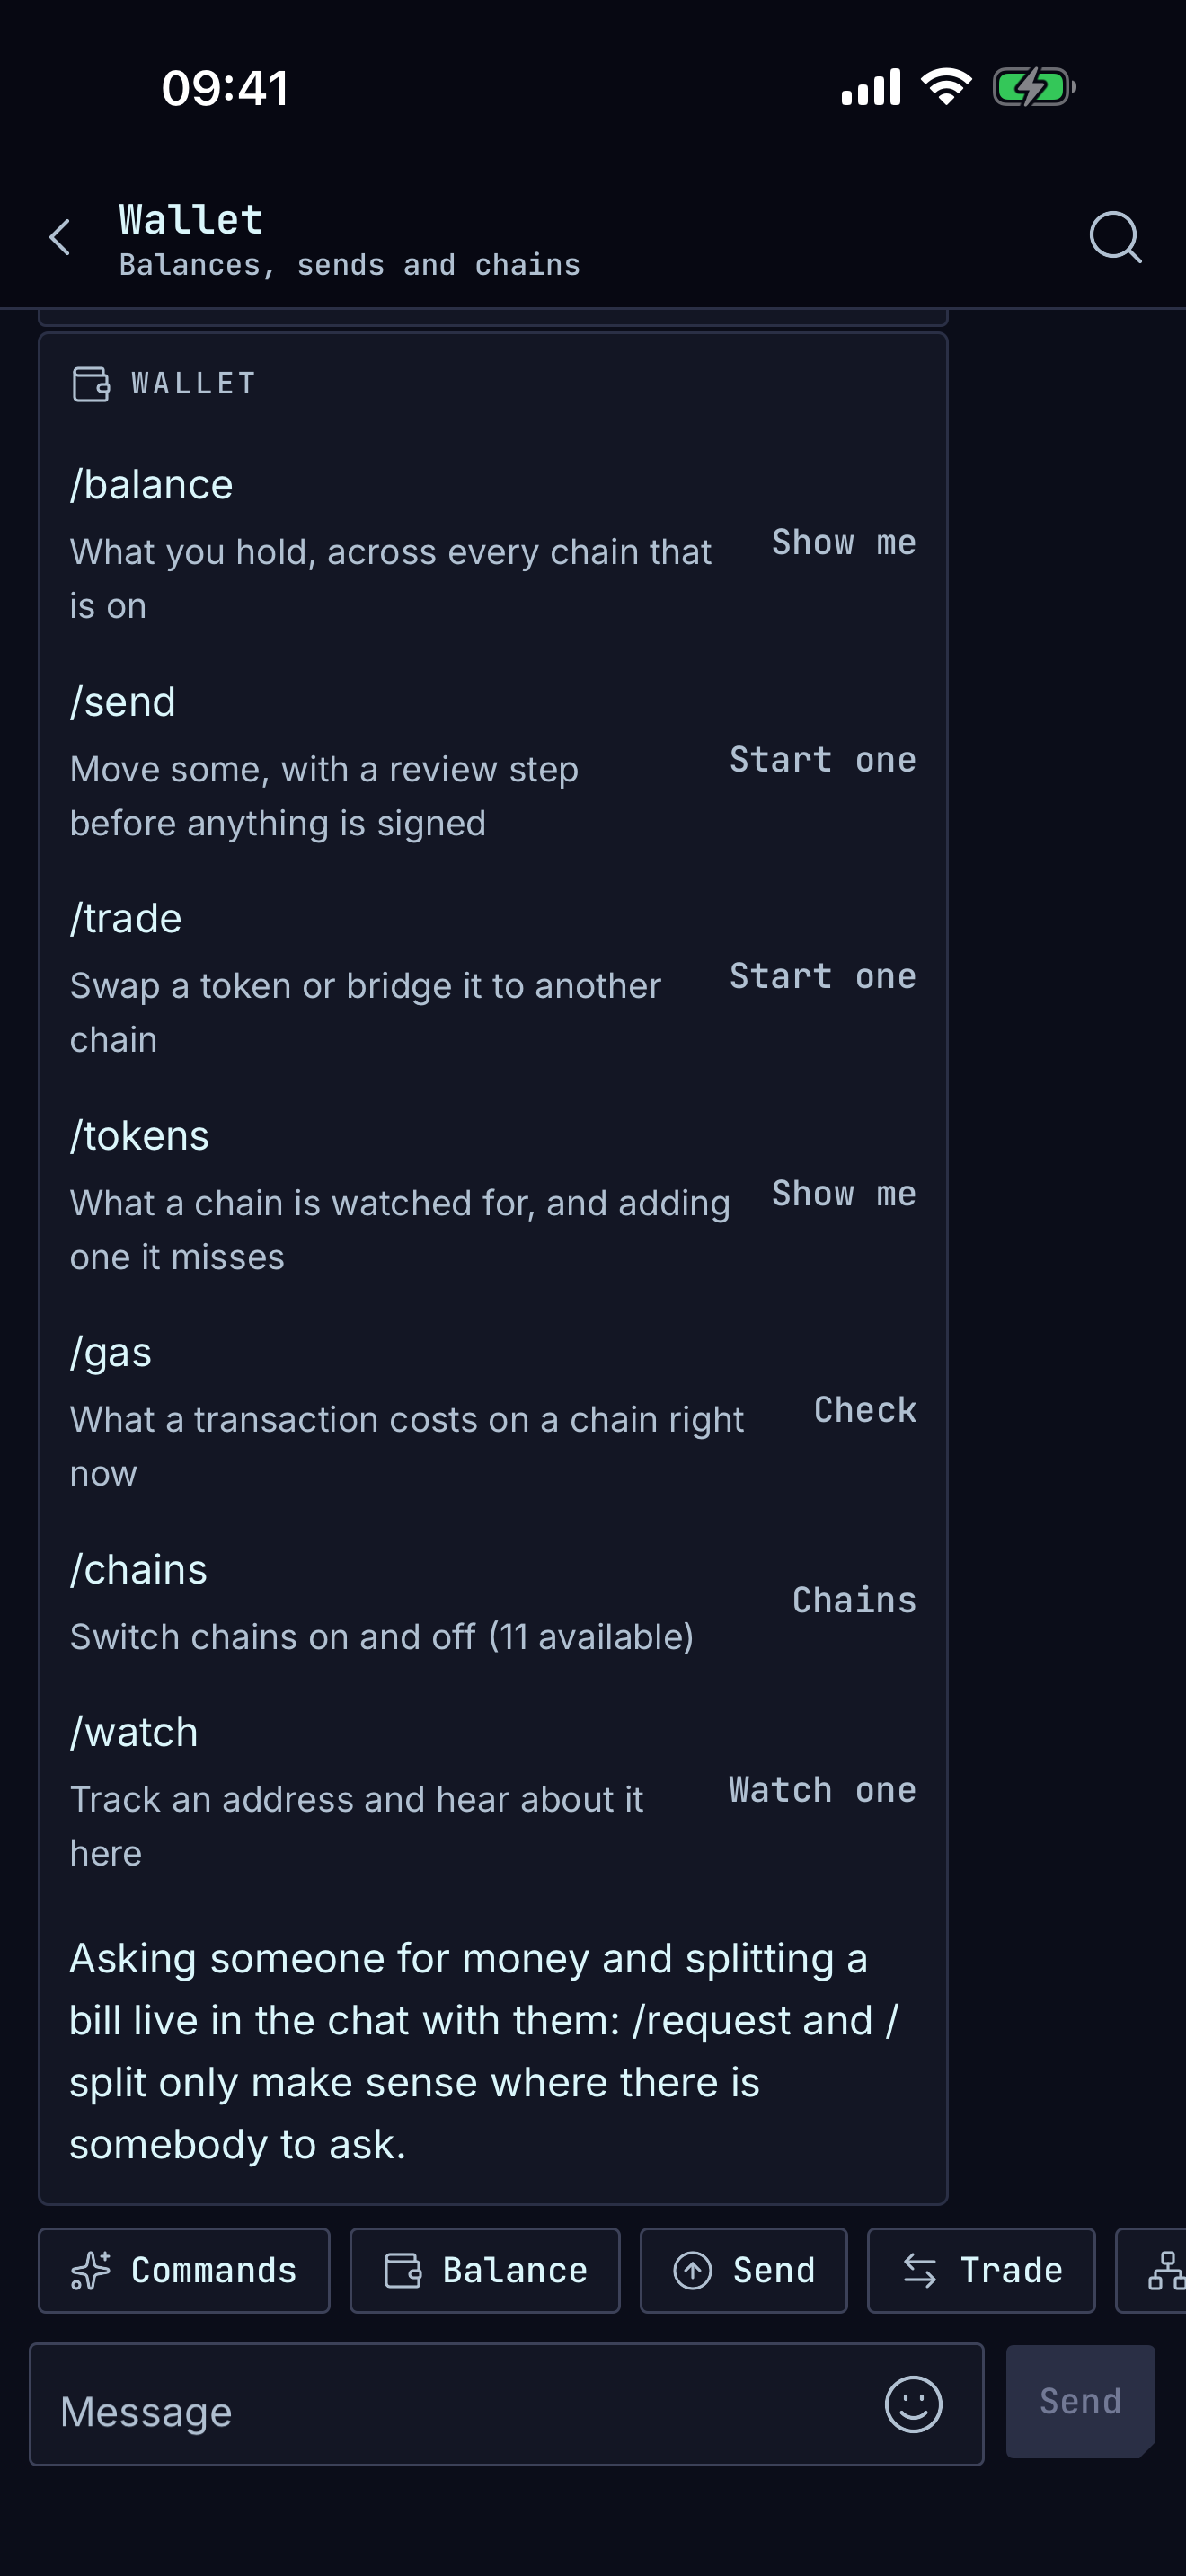 09:41
Wallet
Balances, sends and chains
WALLET
/balance
What you hold, across every chain that
is on
Show me
/send
Move some, with a review step
before anything is signed
Start one
/trade
Swap a token or bridge it to another
chain
Start one
/tokens
What a chain is watched for, and adding
one it misses
Show me
/gas
What a transaction costs on a chain right
now
Check
/chains
Switch chains on and off (11 available)
Chains
/watch
Track an address and hear about it
here
Watch one
Asking someone for money and splitting a
bill live in the chat with them: /request and /
split only make sense where there is
somebody to ask.
Commands
Balance
Send
Trade
Message
Send